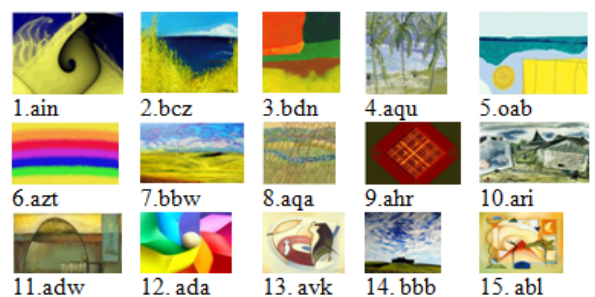 1.ain 2.bcz 3.bdn 4.aqu 5.oab
6.azt 7.bbw 8.aqa 9.ahr 10.ari
11.adw 12. ada 13. avk 14. bbb 15. abl